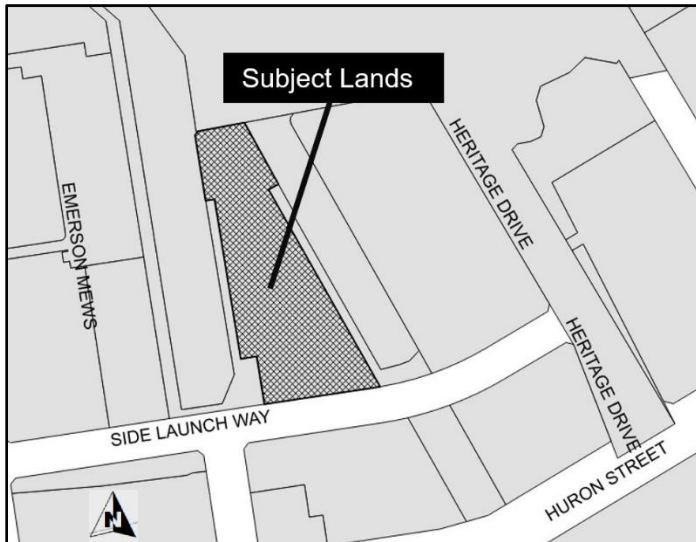 Subject Lands
HERITAGE DRIVE
EMERSON MEWS
HERITAGE DRIVE
SIDE LAUNCH WAY
HURON STREET
N